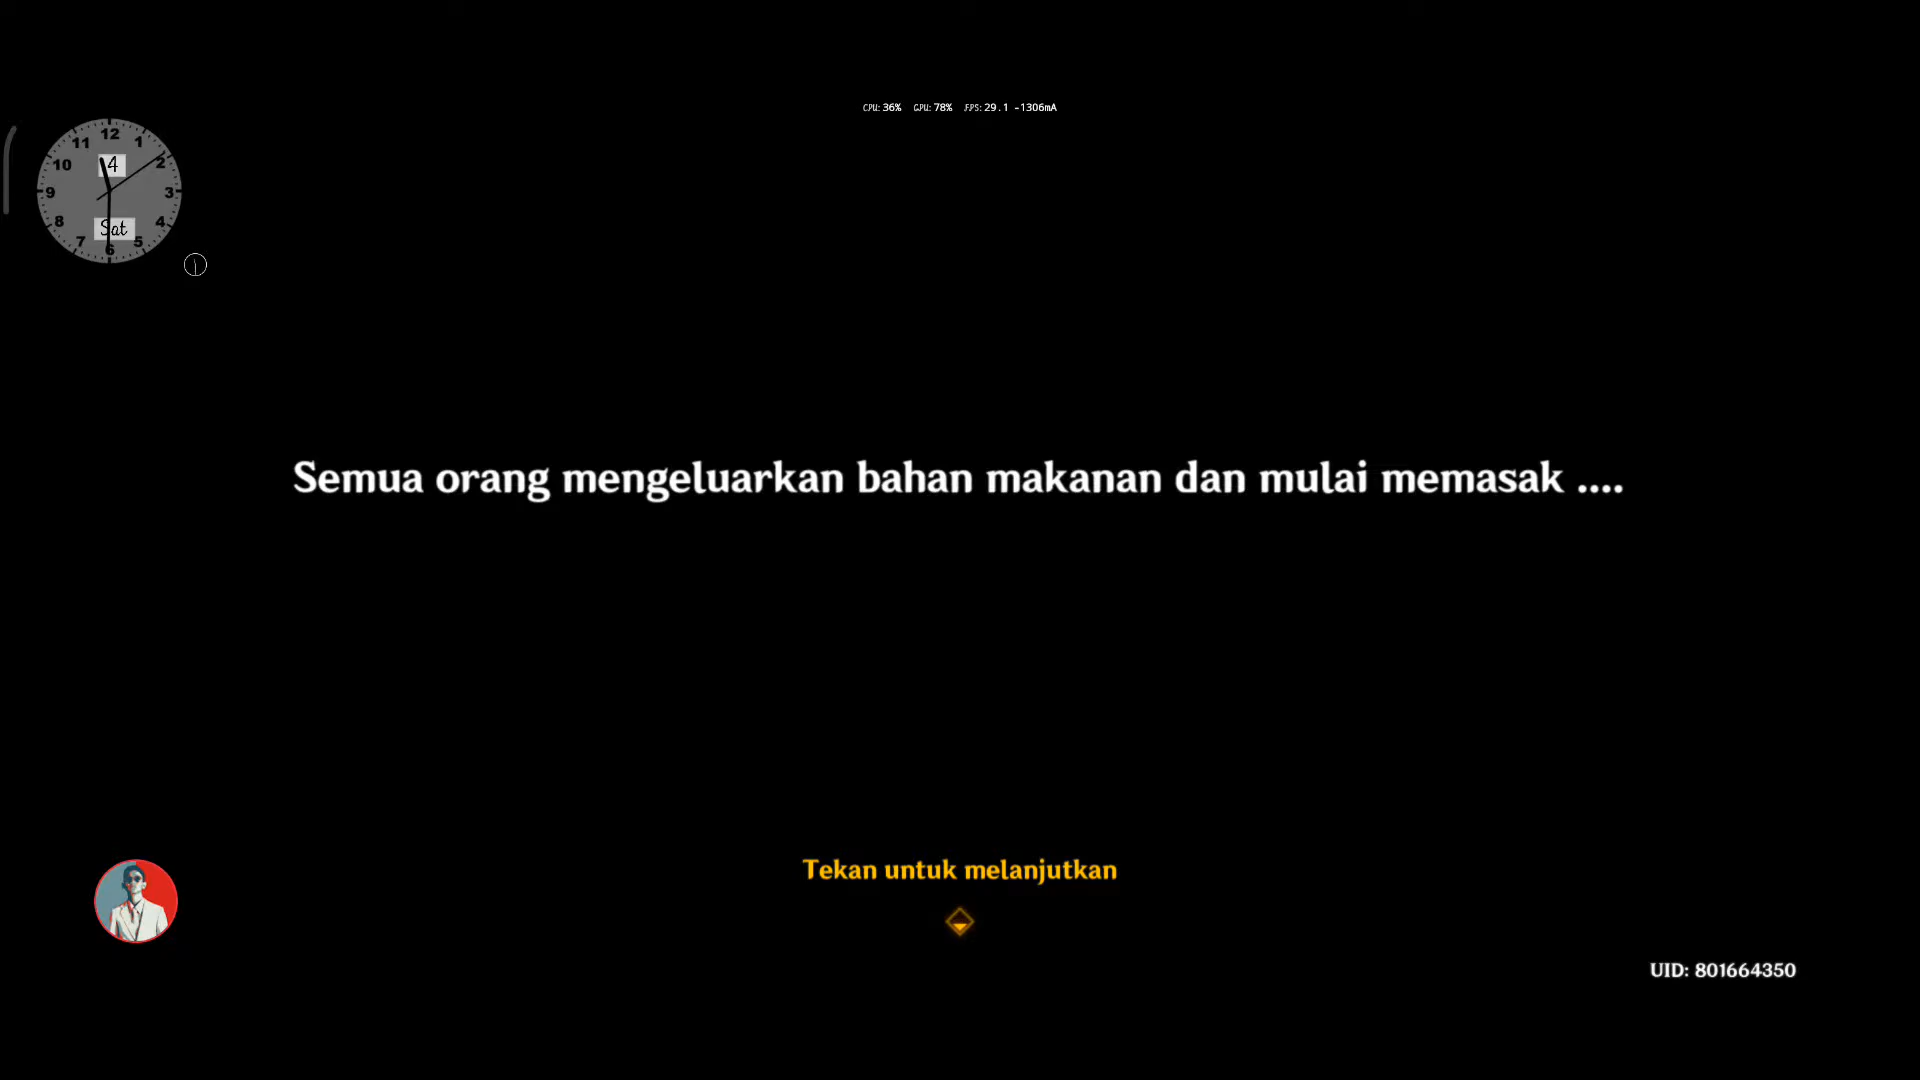 CPU: 36% GPU: 78% FPS: 29.1 -1306mA
12
11 1
10 4 2
9 3
8 Sat 4
7 5
6
Semua orang mengeluarkan bahan makanan dan mulai memasak ....
Tekan untuk melanjutkan
UID: 801664350